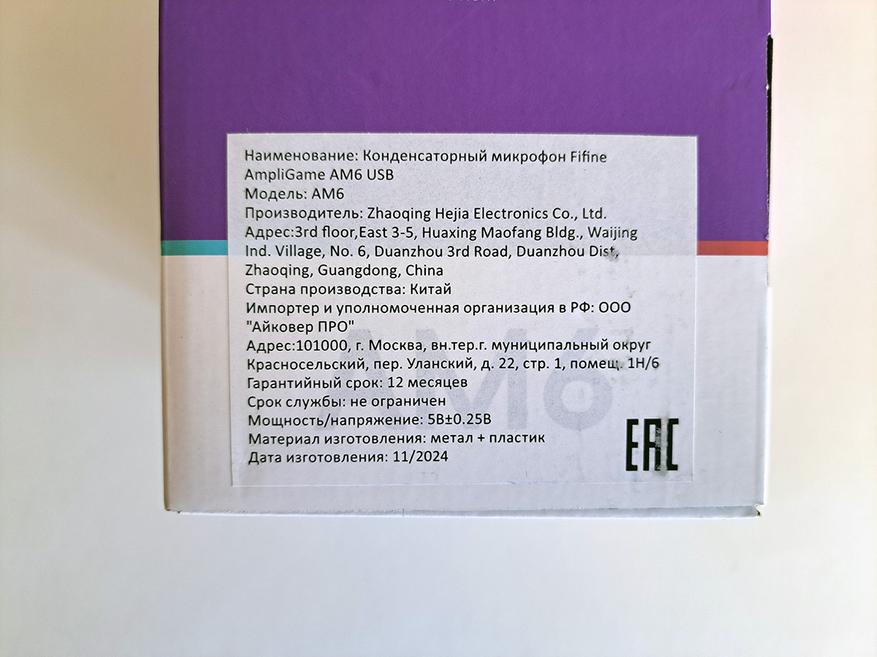 Наименование: Конденсаторный микрофон Fifine
AmpliGame AM6 USB
Модель: AM6
Производитель: Zhaoqing Hejia Electronics Co., Ltd.
Адрес:3rd floor,East 3-5, Huaxing Maofang Bldg., Waijing
Ind. Village, No. 6, Duanzhou 3rd Road, Duanzhou Dist,
Zhaoqing, Guangdong, China
Страна производства: Китай
Импортер и уполномоченная организация в РФ: ООО
"Айковер ПРО"
Адрес:101000, г. Москва, вн.тер.г. муниципальный округ
Красносельский, пер. Уланский, д. 22, стр. 1, помещ. 1Н/6
Гарантийный срок: 12 месяцев
Срок службы: не ограничен
Мощность/напряжение: 5В±0.25В
Материал изготовления: метал + пластик
Дата изготовления: 11/2024
EAC
AM6